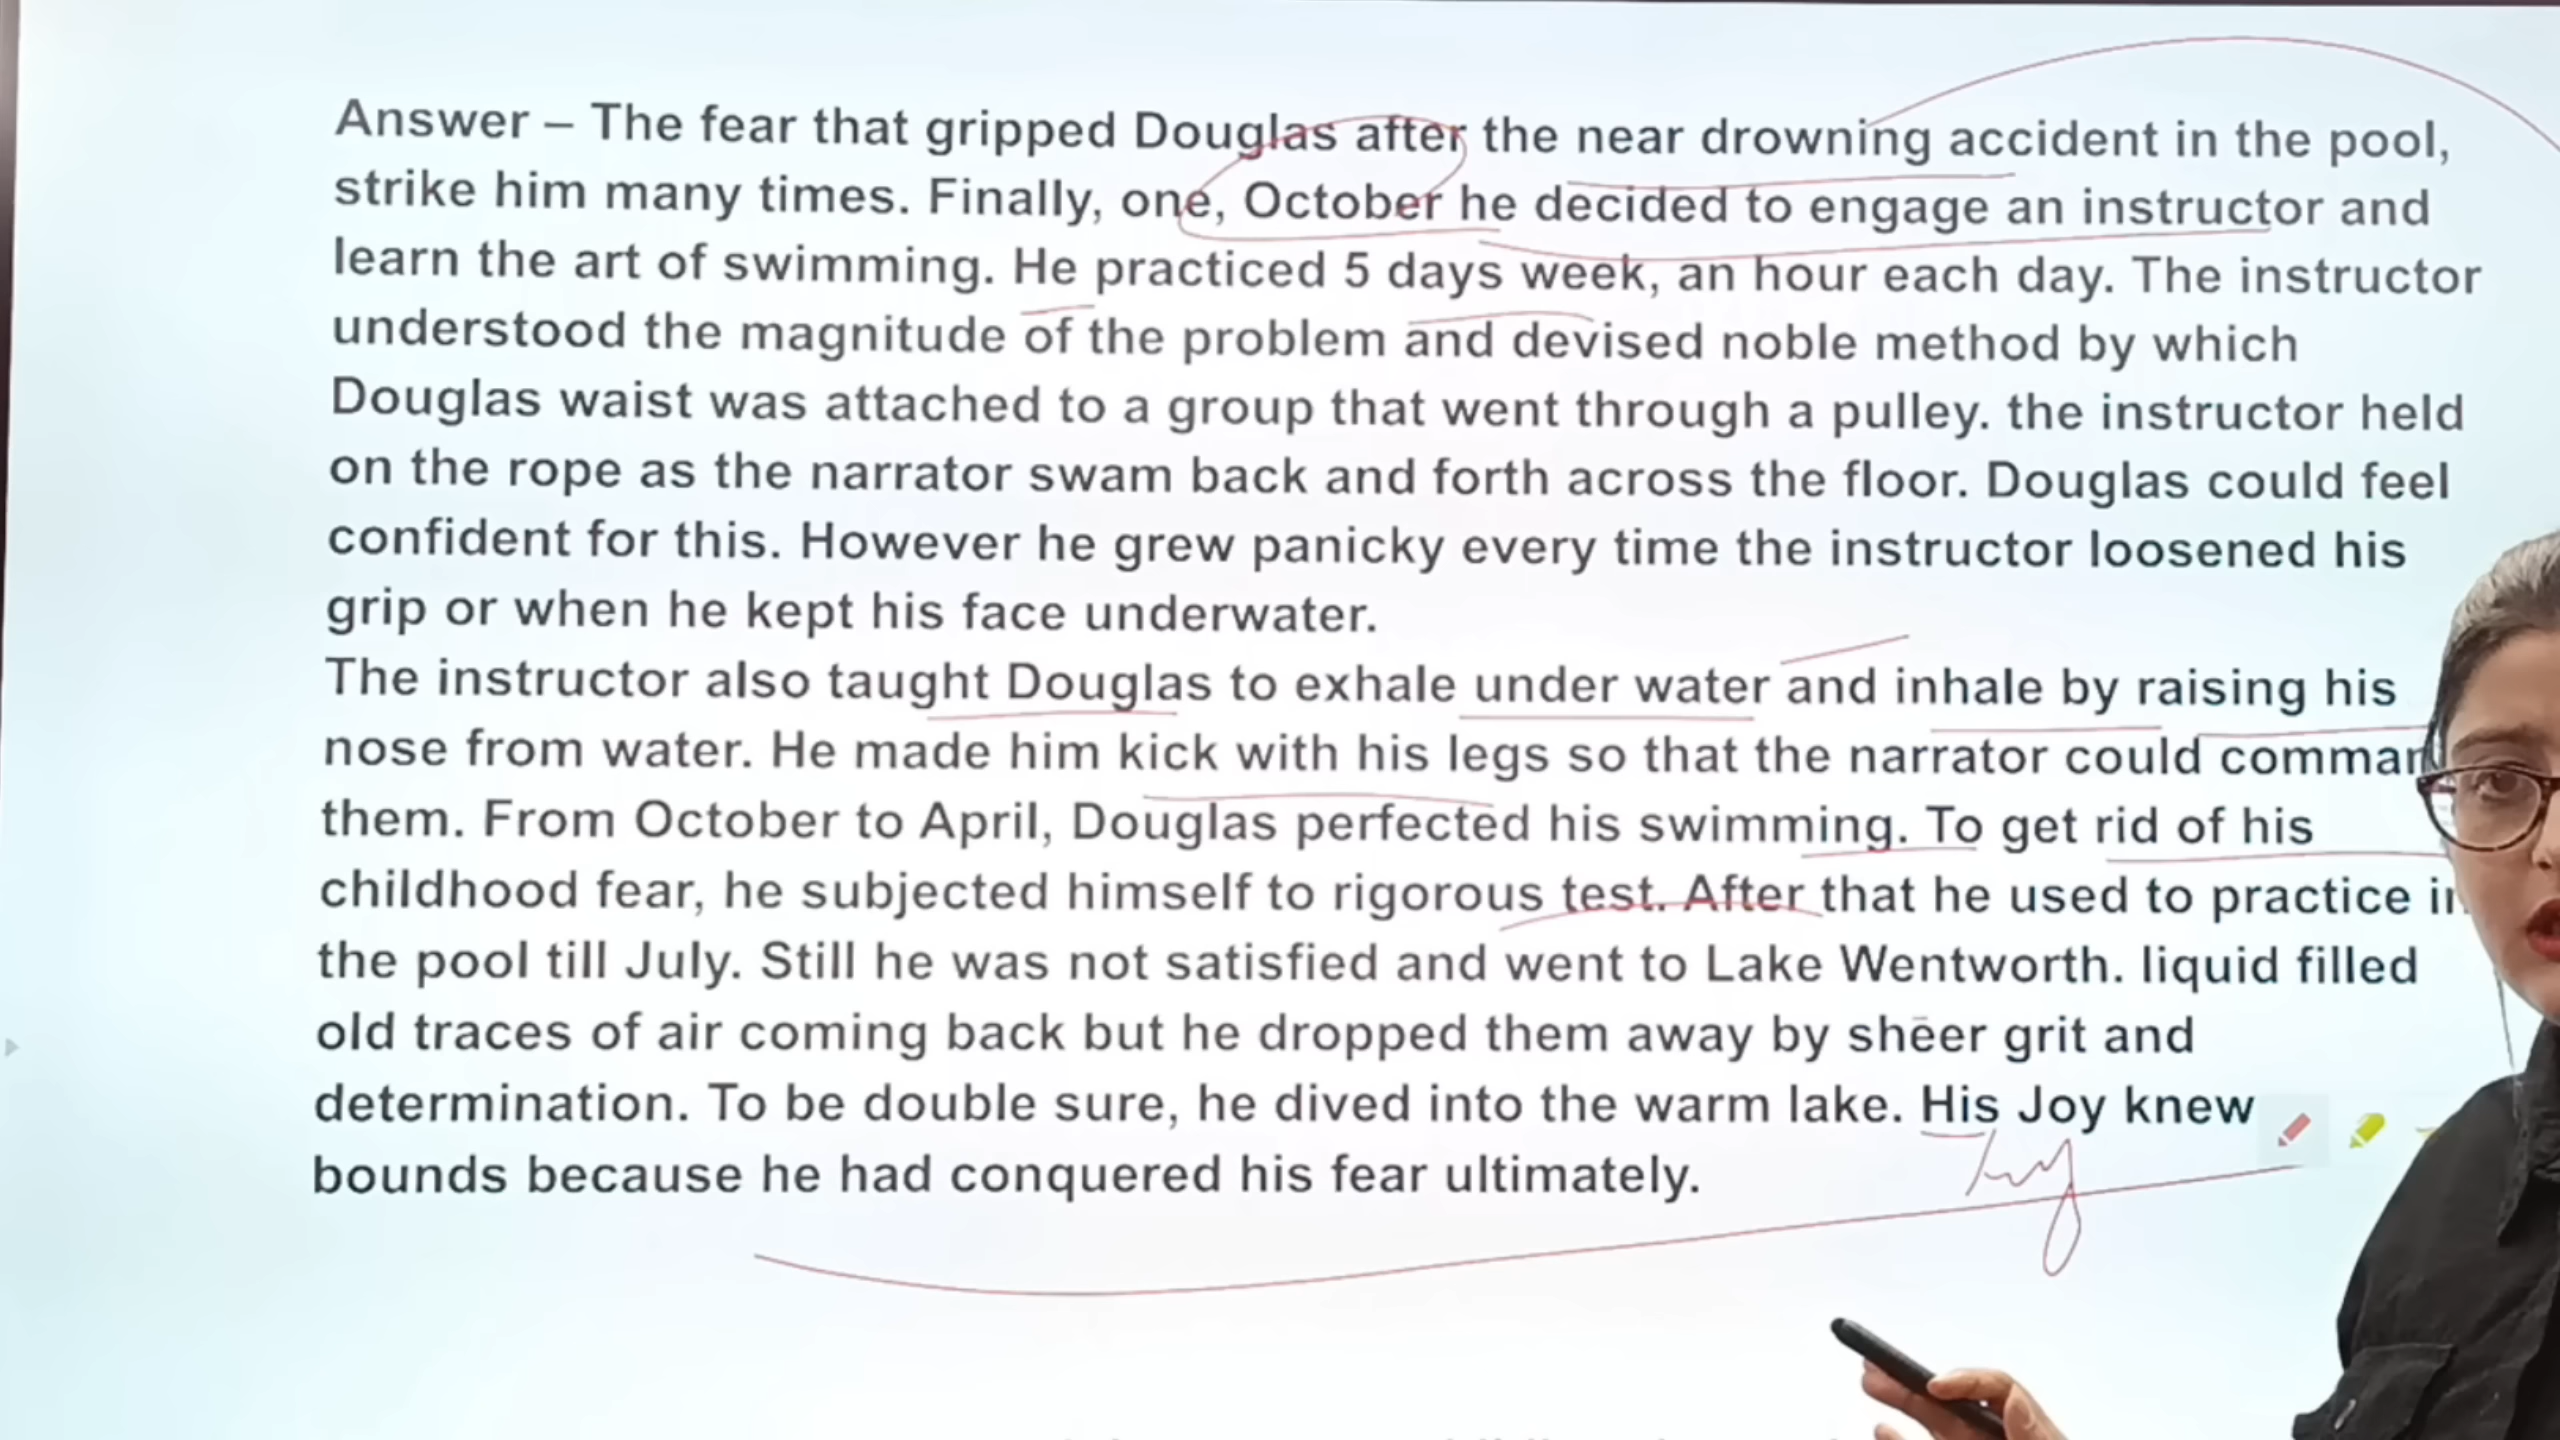 Answer – The fear that gripped Douglas after the near drowning accident in the pool,
strike him many times. Finally, one, October he decided to engage an instructor and
learn the art of swimming. He practiced 5 days week, an hour each day. The instructor
understood the magnitude of the problem and devised noble method by which
Douglas waist was attached to a group that went through a pulley. the instructor held
on the rope as the narrator swam back and forth across the floor. Douglas could feel
confident for this. However he grew panicky every time the instructor loosened his
grip or when he kept his face underwater.
The instructor also taught Douglas to exhale under water and inhale by raising his
nose from water. He made him kick with his legs so that the narrator could
them. From October to April, Douglas perfected his swimming. To get rid of his
childhood fear, he subjected himself to rigorous test. After that he used to practice
the pool till July. Still he was not satisfied and went to Lake Wentworth. liquid filled
old traces of air coming back but he dropped them away by sheer grit and
determination. To be double sure, he dived into the warm lake. His Joy knew
bounds because he had conquered his fear ultimately.